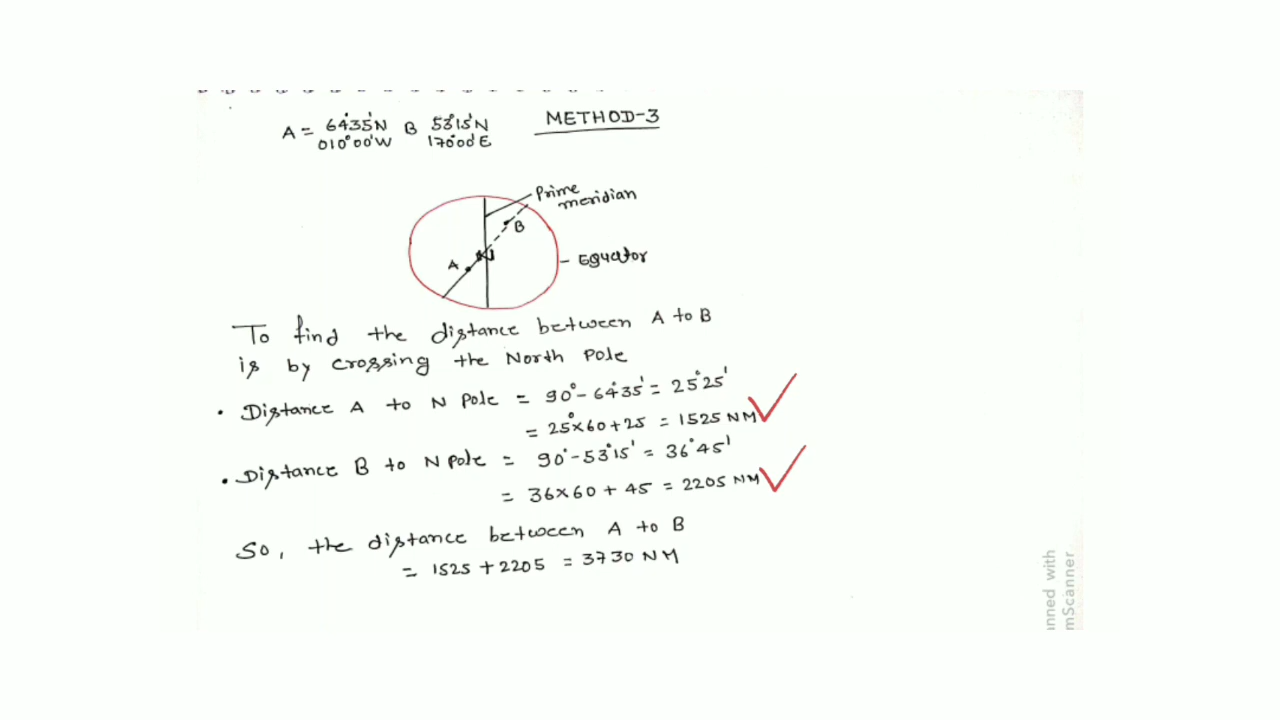 METHOD-3
A = 64°35'N B 53°15'N
010°00'W 170°00'E
Prime
meridian
B
A
N
Equator
To find the distance between A to B
is by crossing the North Pole
• Distance A to N Pole = 90° - 64°35' = 25°25'
= 25°×60+25 = 1525 NM
• Distance B to N Pole = 90° - 53°15' = 36°45'
= 36×60 + 45 = 2205 NM
So, the distance between A to B
= 1525 + 2205 = 3730 NM
nned with
mScanner